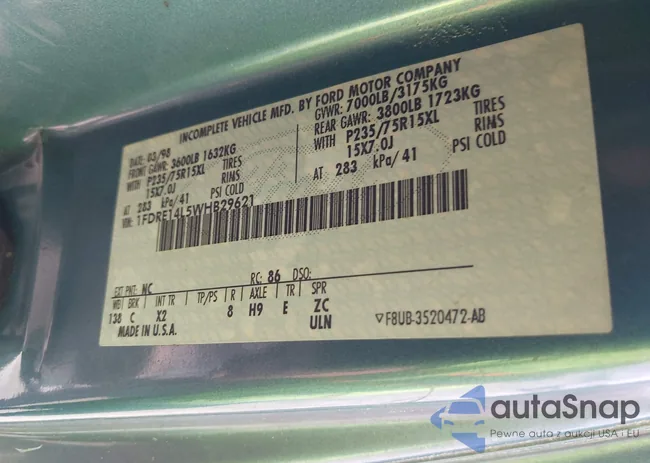 INCOMPLETE VEHICLE MFD. BY FORD MOTOR COMPANY
DATE: 03/98 GVWR: 7000LB/3175KG
FRONT GAWR: 3600LB 1632KG REAR GAWR: 3800LB 1723KG
WITH P235/75R15XL TIRES WITH P235/75R15XL TIRES
15X7.0J RIMS 15X7.0J RIMS
AT 283 kPa/41 PSI COLD AT 283 kPa/41 PSI COLD
1FDRE14L5WHB29621
EXT PNT: NC RC: 86 DSO:
WB BRK INT TR TP/PS R AXLE TR SPR
138 C X2 8 H9 E ZC
MADE IN U.S.A. ULN
F8UB-3520472-AB
autaSnap
Pewne auta z aukcji USA i EU